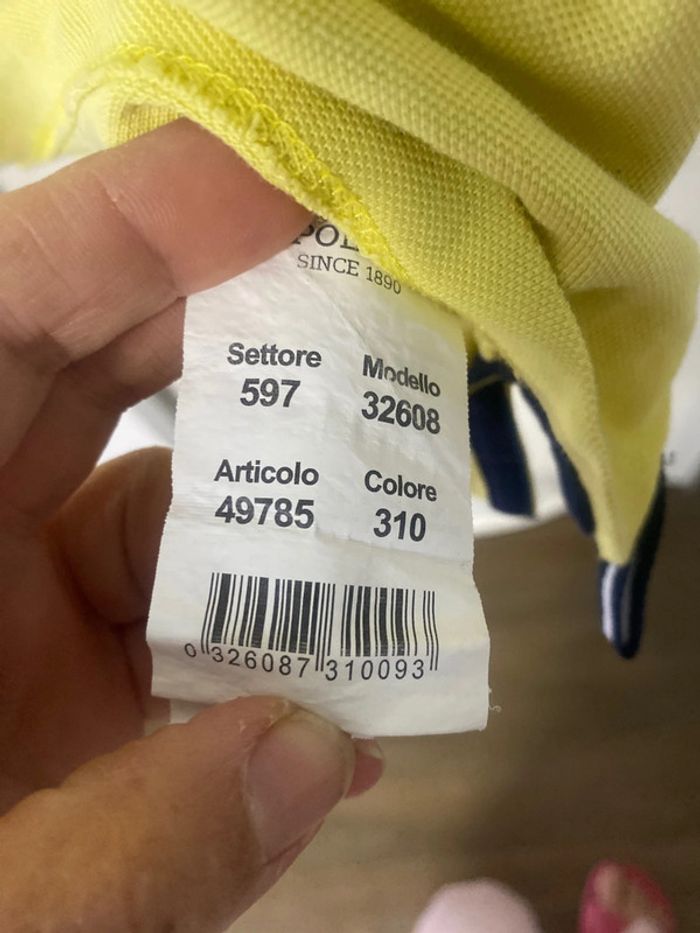 SINCE 1890
Settore Modello
597 32608
Articolo Colore
49785 310
0 326087 310093